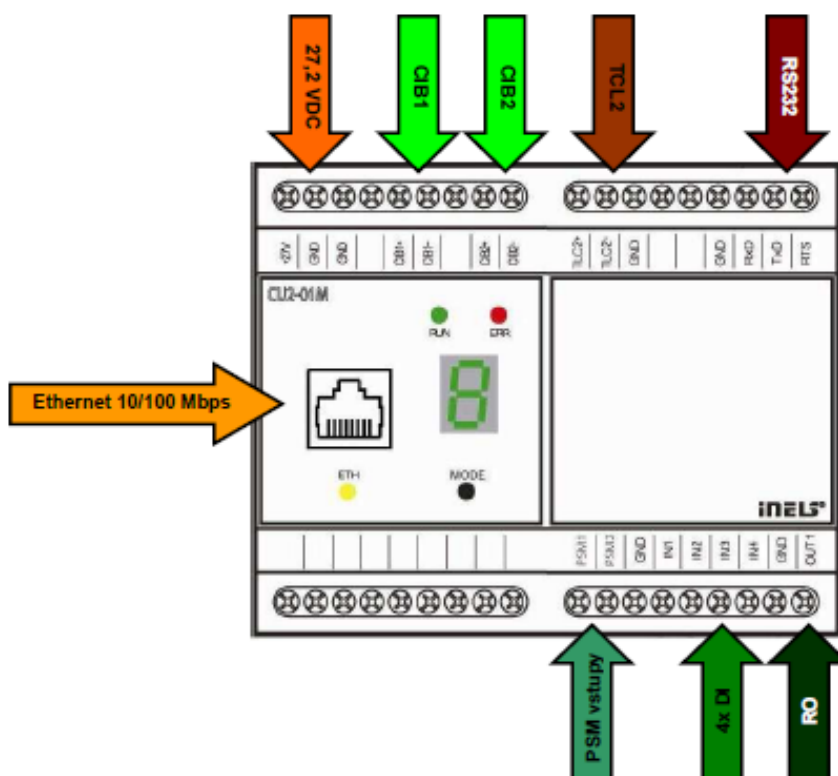 27,2 VDC
CIB1
CIB2
TCL2
RS232
+27V GND GND CIB1+ CIB1- CIB2+ CIB2- TLC2+ TLC2- GND GND RxD TxD RTS
CU2-01M
RUN ERR
Ethernet 10/100 Mbps
ETH MODE
iNELS®
PSM1 PSM2 GND IN1 IN2 IN3 IN4 GND OUT1
PSM vstupy
4x DI
RO